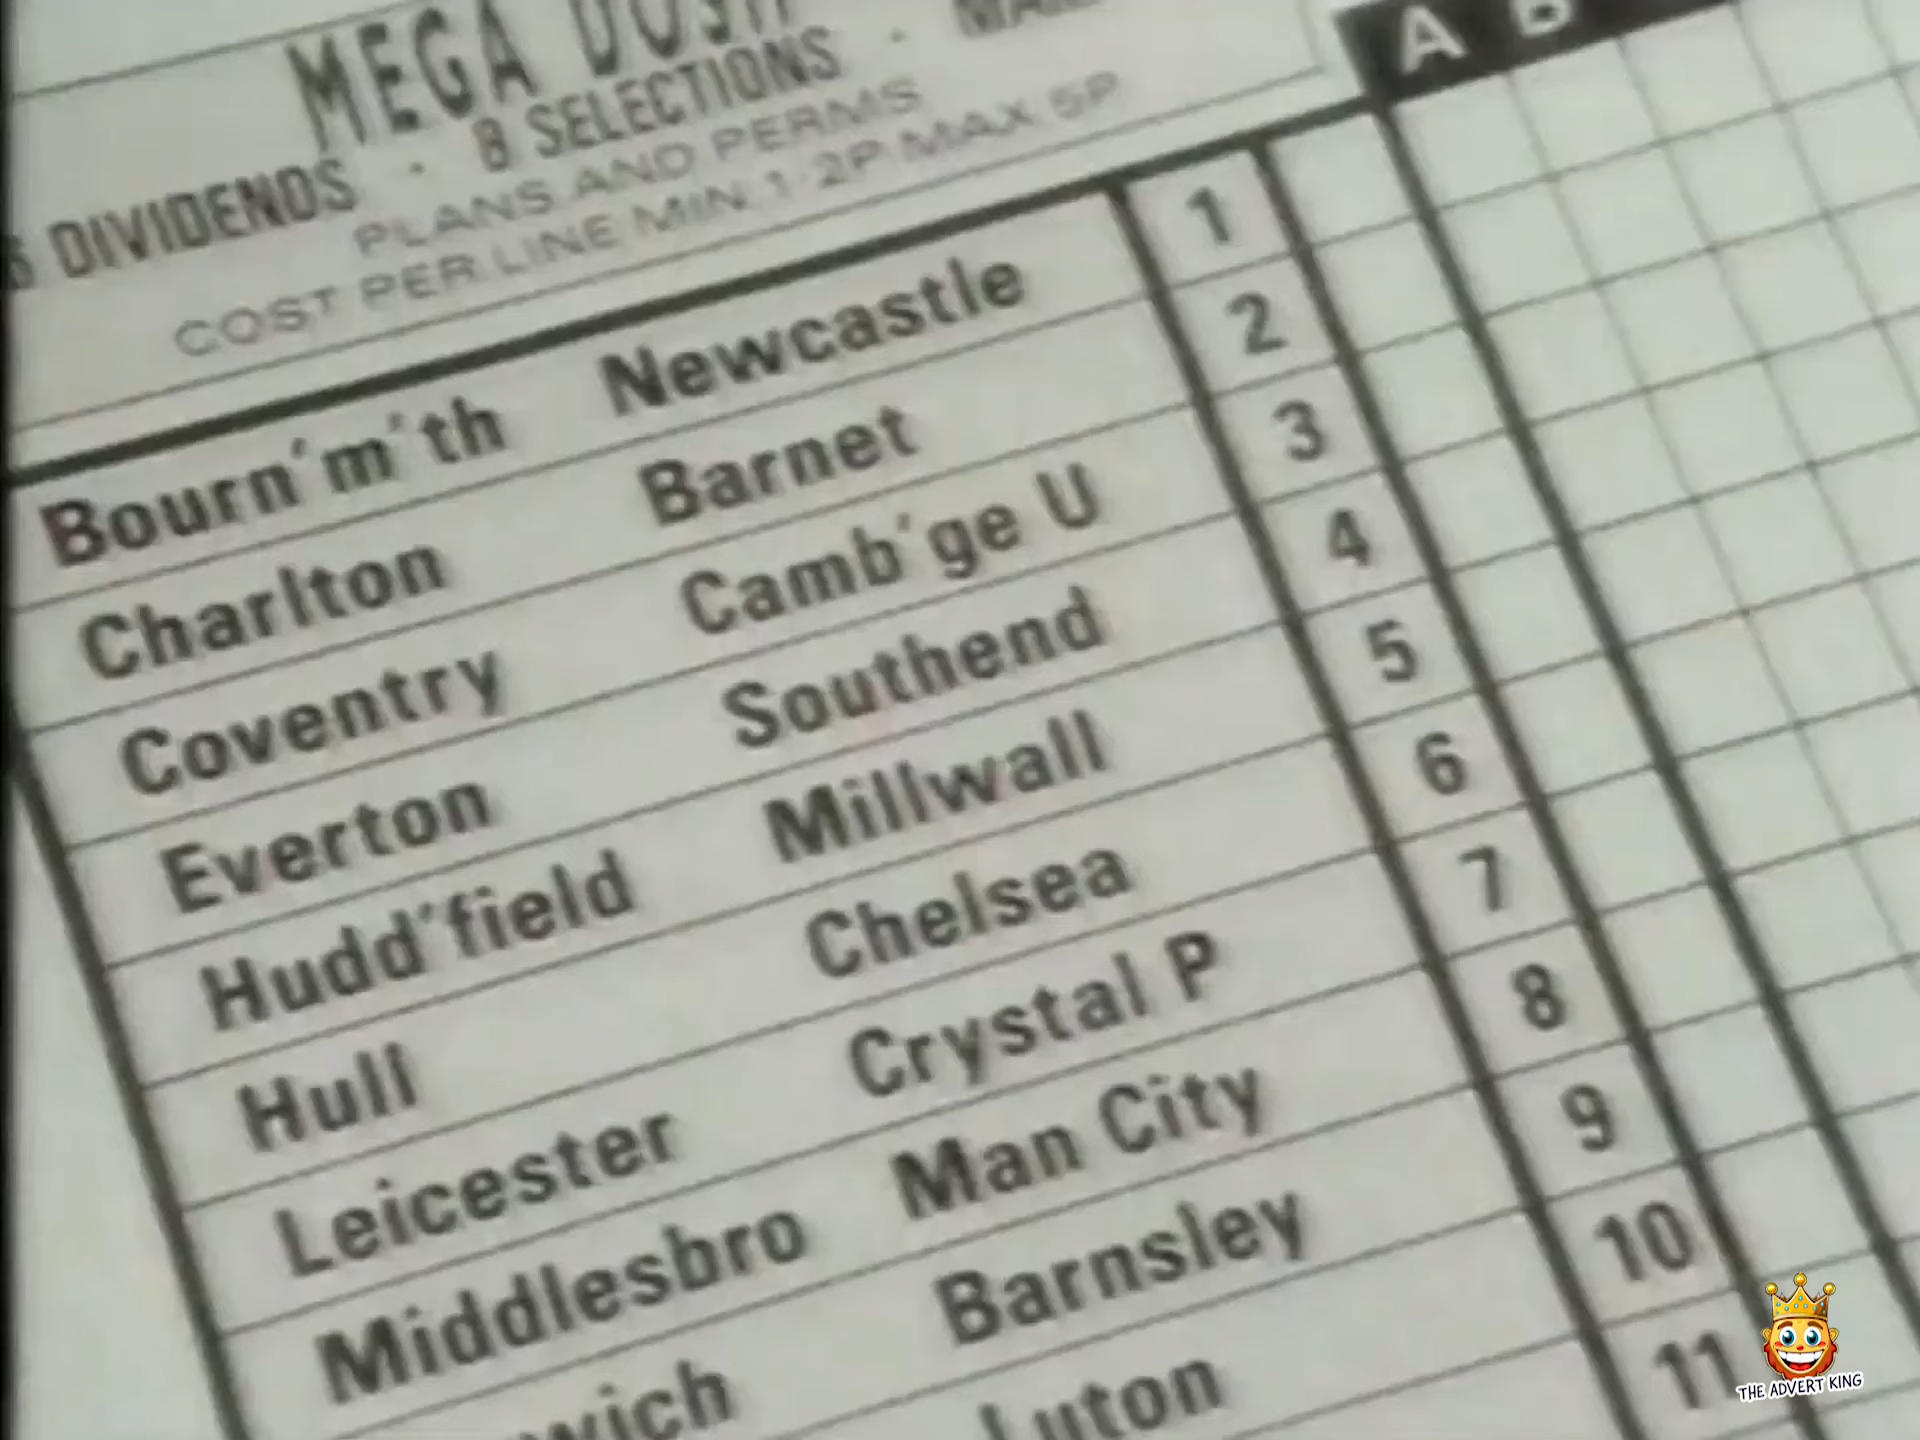 MEGA DOSH
DIVIDENDS · 8 SELECTIONS ·
PLANS AND PERMS
COST PER LINE MIN 1·2P MAX 5P
A B
Bourn'm'th Newcastle 1
Charlton Barnet 2
Coventry Camb'ge U 3
Everton Southend 4
Hudd'field Millwall 5
Hull Chelsea 6
Leicester Crystal P 7
Middlesbro Man City 8
Barnsley 9
Luton 10
11
THE ADVERT KING